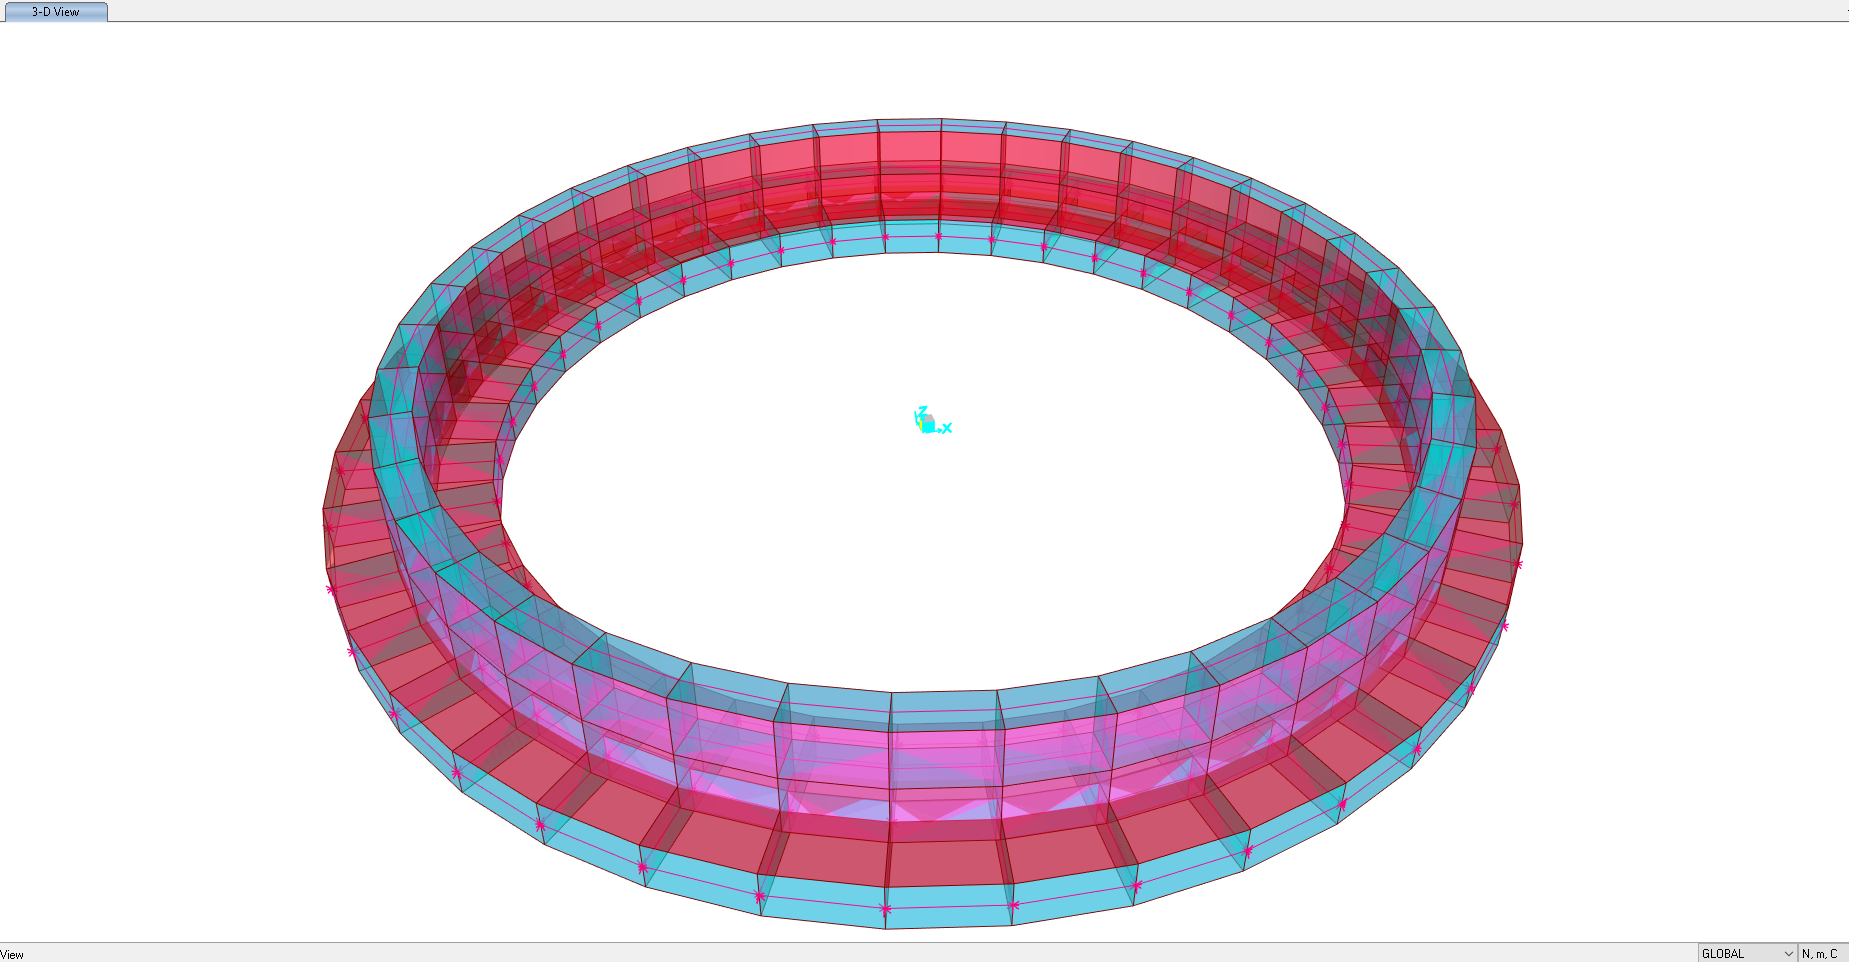 3-D View
Z
X
View
GLOBAL
N, m, C